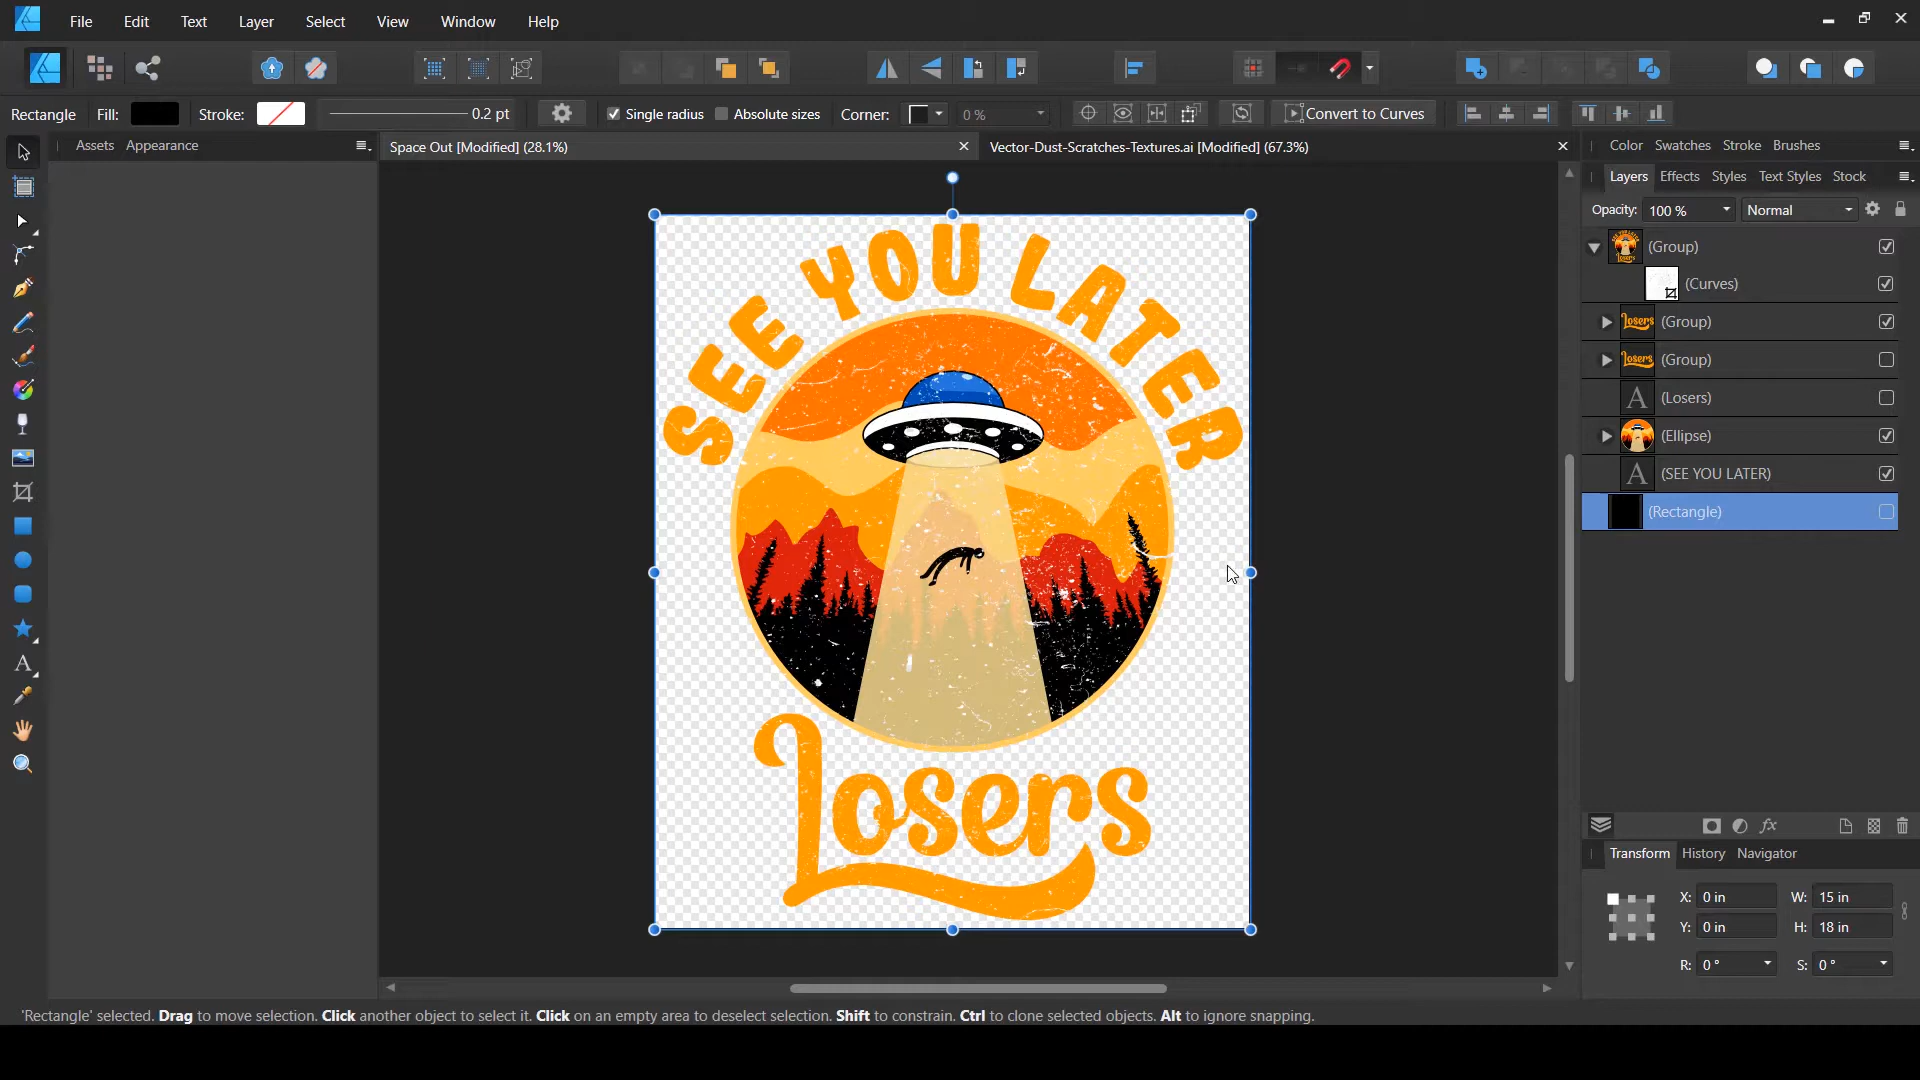 File Edit Text Layer Select View Window Help
Rectangle Fill: Stroke: 0.2 pt Single radius Absolute sizes Corner: 0 % Convert to Curves
Assets Appearance
Space Out [Modified] (28.1%)
Vector-Dust-Scratches-Textures.ai [Modified] (67.3%)
Color Swatches Stroke Brushes
Layers Effects Styles Text Styles Stock
Opacity: 100 % Normal
(Group)
(Curves)
Losers (Group)
Losers (Group)
A (Losers)
(Ellipse)
A (SEE YOU LATER)
(Rectangle)
SEE YOU LATER
Losers
Transform History Navigator
X: 0 in W: 15 in
Y: 0 in H: 18 in
R: 0 ° S: 0 °
'Rectangle' selected. Drag to move selection. Click another object to select it. Click on an empty area to deselect selection. Shift to constrain. Ctrl to clone selected objects. Alt to ignore snapping.